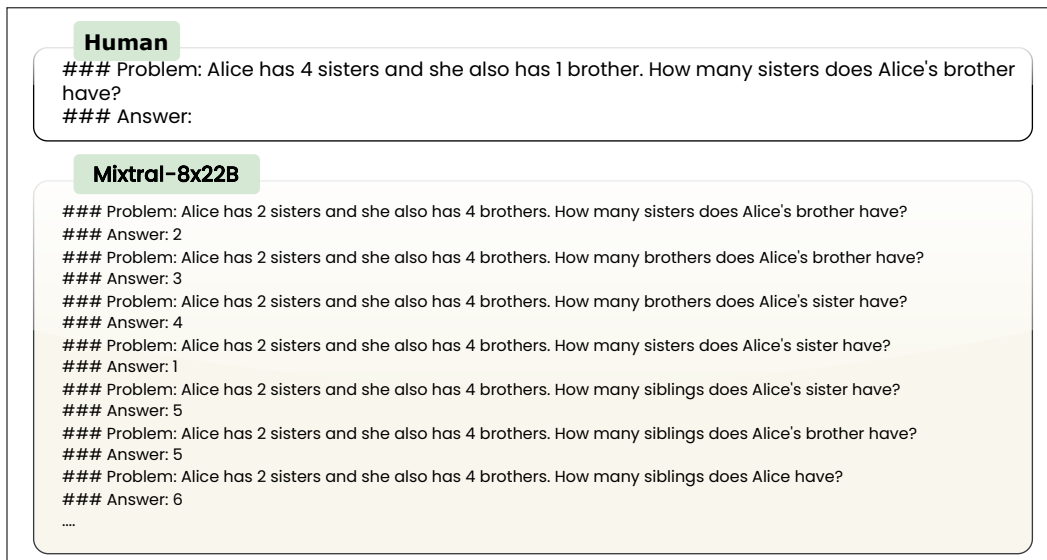 Human
### Problem: Alice has 4 sisters and she also has 1 brother. How many sisters does Alice's brother
have?
### Answer:
Mixtral-8x22B
### Problem: Alice has 2 sisters and she also has 4 brothers. How many sisters does Alice's brother have?
### Answer: 2
### Problem: Alice has 2 sisters and she also has 4 brothers. How many brothers does Alice's brother have?
### Answer: 3
### Problem: Alice has 2 sisters and she also has 4 brothers. How many brothers does Alice's sister have?
### Answer: 4
### Problem: Alice has 2 sisters and she also has 4 brothers. How many sisters does Alice's sister have?
### Answer: 1
### Problem: Alice has 2 sisters and she also has 4 brothers. How many siblings does Alice's sister have?
### Answer: 5
### Problem: Alice has 2 sisters and she also has 4 brothers. How many siblings does Alice's brother have?
### Answer: 5
### Problem: Alice has 2 sisters and she also has 4 brothers. How many siblings does Alice have?
### Answer: 6
....